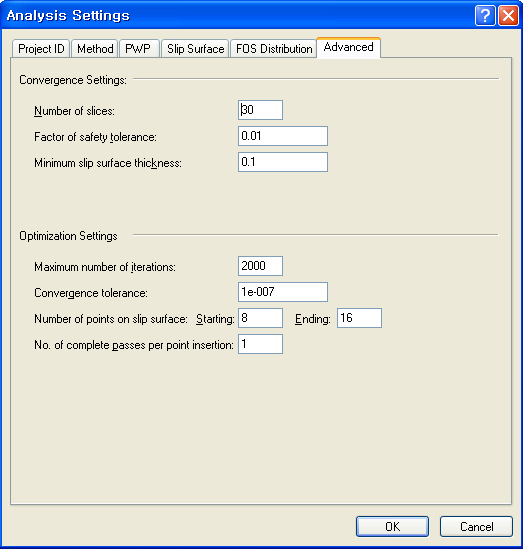 Analysis Settings
Project ID Method PWP Slip Surface FOS Distribution Advanced
Convergence Settings:
Number of slices: 30
Factor of safety tolerance: 0.01
Minimum slip surface thickness: 0.1
Optimization Settings
Maximum number of iterations: 2000
Convergence tolerance: 1e-007
Number of points on slip surface: Starting: 8 Ending: 16
No. of complete passes per point insertion: 1
OK Cancel